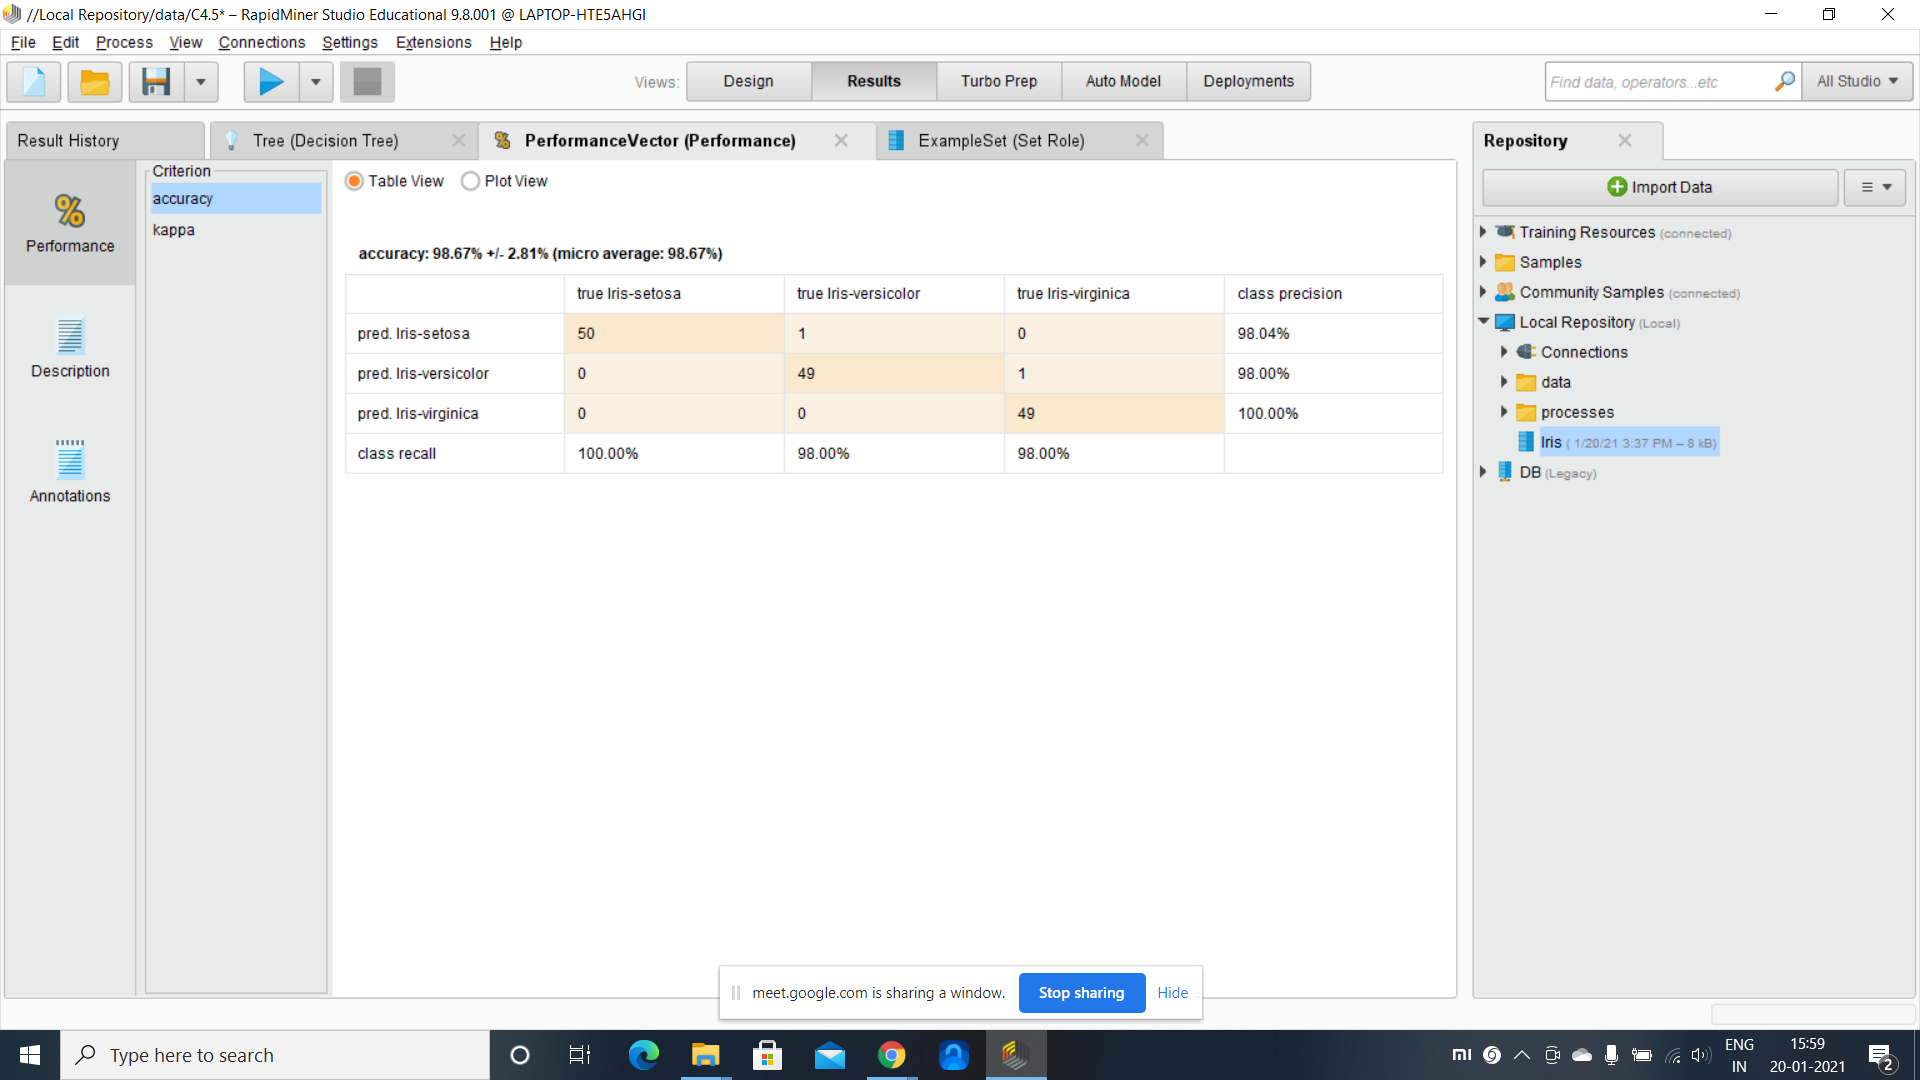 //Local Repository/data/C4.5* – RapidMiner Studio Educational 9.8.001 @ LAPTOP-HTE5AHGI
File Edit Process View Connections Settings Extensions Help
Views: Design Results Turbo Prep Auto Model Deployments
Find data, operators...etc All Studio
Result History Tree (Decision Tree) PerformanceVector (Performance) ExampleSet (Set Role)
Performance
Description
Annotations
Criterion
accuracy
kappa
Table View Plot View
accuracy: 98.67% +/- 2.81% (micro average: 98.67%)
true Iris-setosa true Iris-versicolor true Iris-virginica class precision
pred. Iris-setosa 50 1 0 98.04%
pred. Iris-versicolor 0 49 1 98.00%
pred. Iris-virginica 0 0 49 100.00%
class recall 100.00% 98.00% 98.00%
Repository
Import Data
Training Resources (connected)
Samples
Community Samples (connected)
Local Repository (Local)
Connections
data
processes
Iris ( 1/20/21 3:37 PM – 8 kB)
DB (Legacy)
meet.google.com is sharing a window. Stop sharing Hide
Type here to search
mi
ENG
IN
15:59
20-01-2021
2